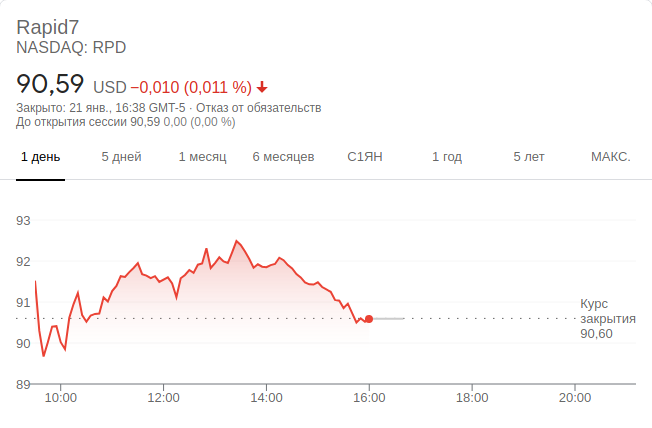 Rapid7
NASDAQ: RPD
90,59 USD −0,010 (0,011 %)
Закрыто: 21 янв., 16:38 GMT-5 · Отказ от обязательств
До открытия сессии 90,59 0,00 (0,00 %)
1 день 5 дней 1 месяц 6 месяцев С1ЯН 1 год 5 лет МАКС.
93
92
91
90
89
Курс
закрытия
90,60
10:00 12:00 14:00 16:00 18:00 20:00